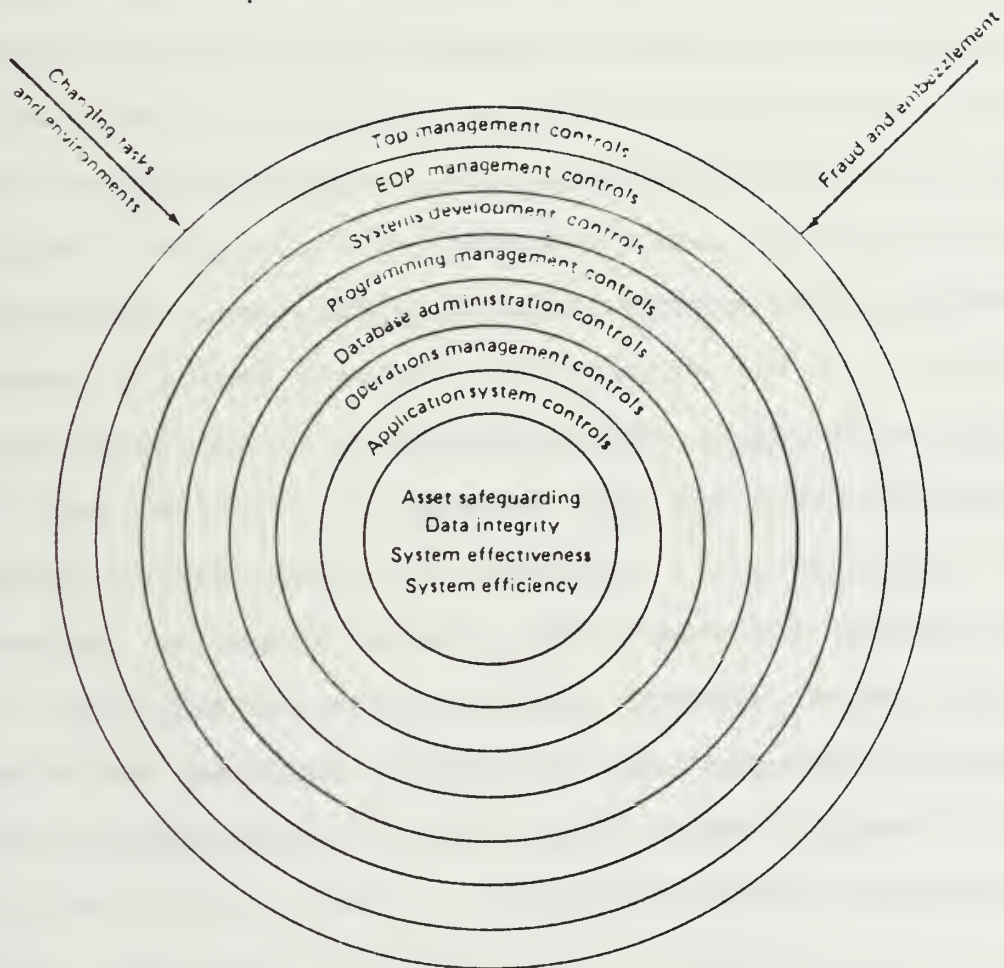 Changing tasks
and environments
Fraud and embezzlement
Top management controls
EDP management controls
Systems development controls
Programming management controls
Database administration controls
Operations management controls
Application system controls
Asset safeguarding
Data integrity
System effectiveness
System efficiency